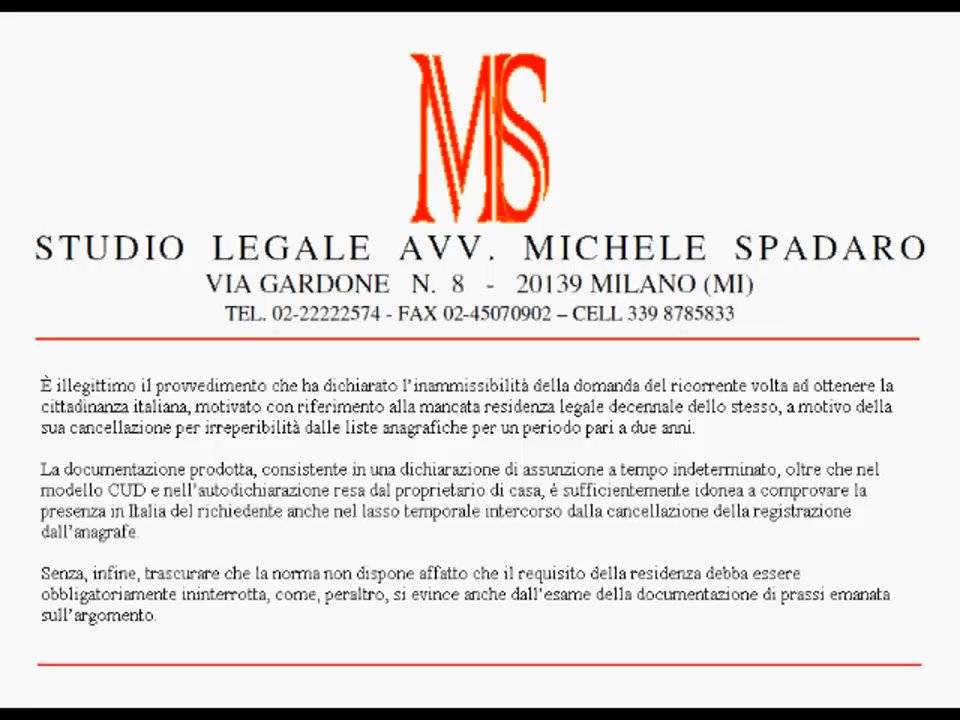 MS
STUDIO LEGALE AVV. MICHELE SPADARO
VIA GARDONE N. 8 - 20139 MILANO (MI)
TEL. 02-22222574 - FAX 02-45070902 – CELL 339 8785833
È illegittimo il provvedimento che ha dichiarato l'inammissibilità della domanda del ricorrente volta ad ottenere la
cittadinanza italiana, motivato con riferimento alla mancata residenza legale decennale dello stesso, a motivo della
sua cancellazione per irreperibilità dalle liste anagrafiche per un periodo pari a due anni.
La documentazione prodotta, consistente in una dichiarazione di assunzione a tempo indeterminato, oltre che nel
modello CUD e nell'autodichiarazione resa dal proprietario di casa, è sufficientemente idonea a comprovare la
presenza in Italia del richiedente anche nel lasso temporale intercorso dalla cancellazione della registrazione
dall'anagrafe.
Senza, infine, trascurare che la norma non dispone affatto che il requisito della residenza debba essere
obbligatoriamente ininterrotta, come, peraltro, si evince anche dall'esame della documentazione di prassi emanata
sull'argomento.